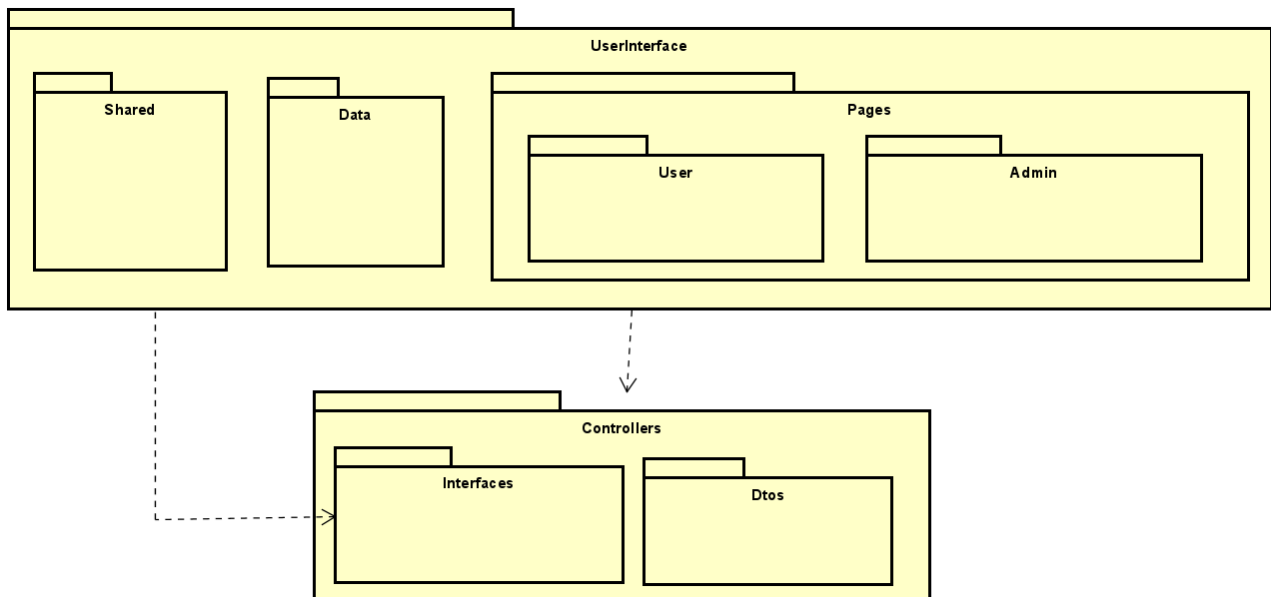 UserInterface
Shared
Data
Pages
User
Admin
Controllers
Interfaces
Dtos